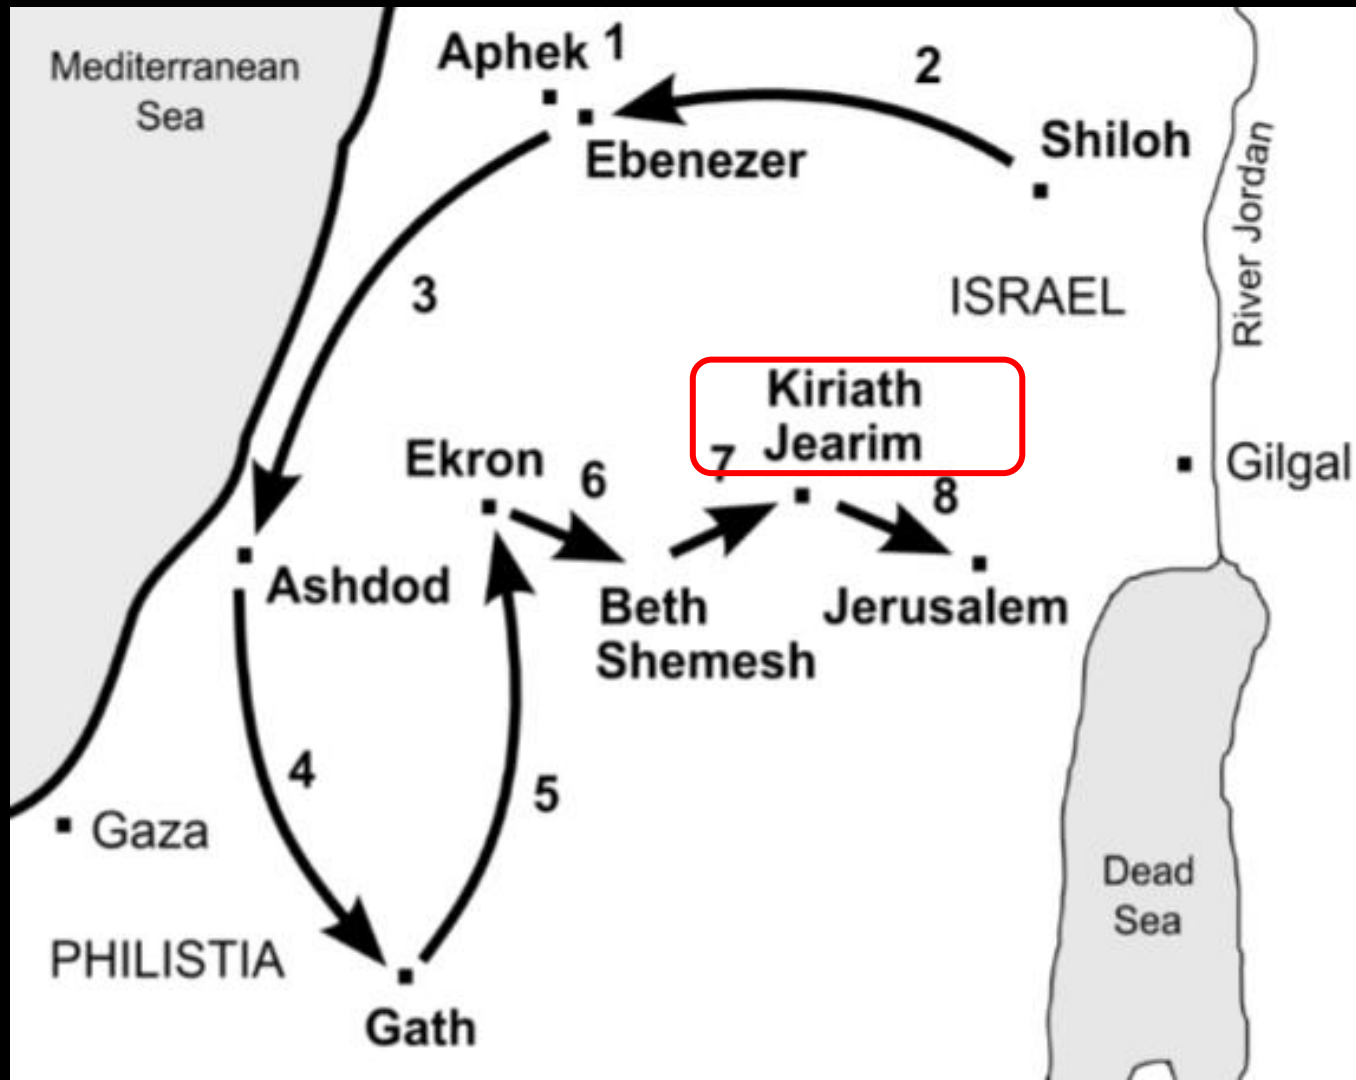 Mediterranean
Sea
Aphek 1
2
Ebenezer
Shiloh
River Jordan
3
ISRAEL
Kiriath
Jearim
Ekron
6
7
8
Gilgal
Ashdod
Beth
Shemesh
Jerusalem
4
5
Gaza
Dead
Sea
PHILISTIA
Gath